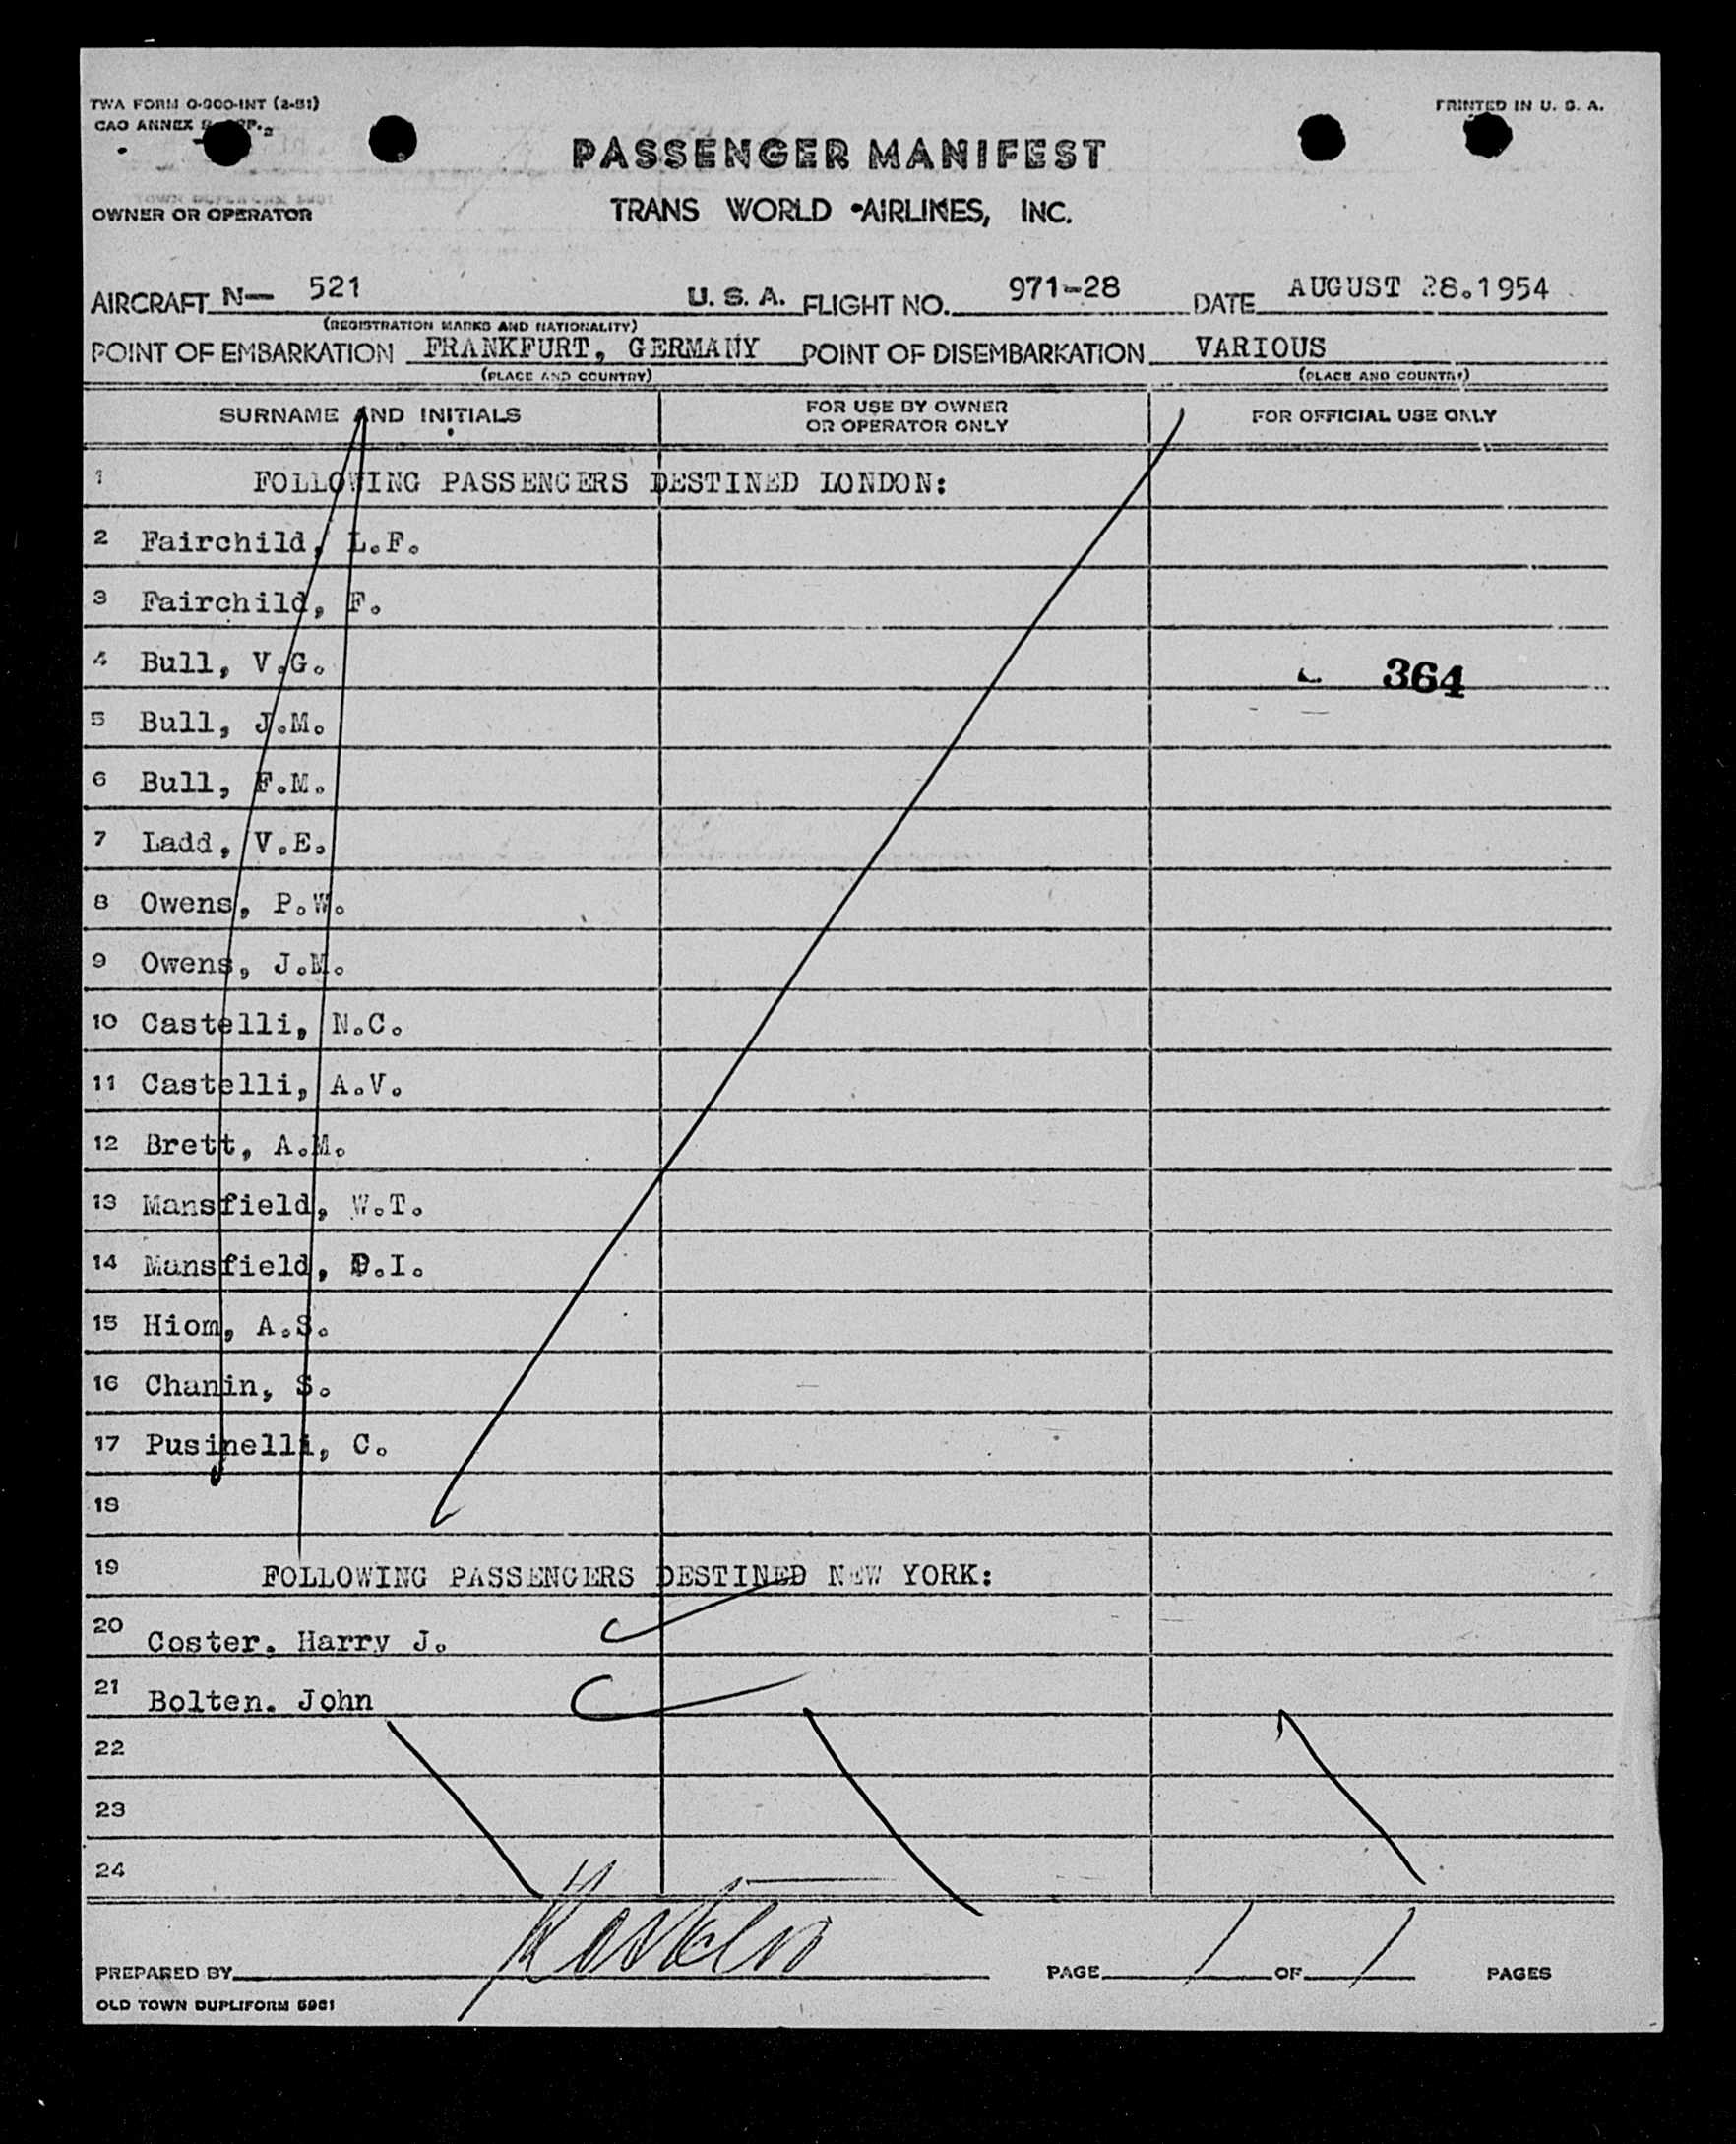 TWA FORM O-900-INT (2-51)
PRINTED IN U. S. A.
CAO ANNEX
PASSENGER MANIFEST
OWNER OR OPERATOR
TRANS WORLD AIRLINES, INC.
AIRCRAFT N— 521 U. S. A. FLIGHT NO. 971-28 DATE AUGUST 28.1954
(REGISTRATION MARKS AND NATIONALITY)
POINT OF EMBARKATION FRANKFURT, GERMANY POINT OF DISEMBARKATION VARIOUS
(PLACE AND COUNTRY) (PLACE AND COUNTRY)
SURNAME AND INITIALS FOR USE BY OWNER OR OPERATOR ONLY FOR OFFICIAL USE ONLY
1 FOLLOWING PASSENGERS DESTINED LONDON:
2 Fairchild, L.F.
3 Fairchild, F.
4 Bull, V.G. 364
5 Bull, J.M.
6 Bull, F.M.
7 Ladd, V.E.
8 Owens, P.W.
9 Owens, J.M.
10 Castelli, N.C.
11 Castelli, A.V.
12 Brett, A.M.
13 Mansfield, W.T.
14 Mansfield, D.I.
15 Hiom, A.S.
16 Chanin, S.
17 Pusinelli, C.
18
19 FOLLOWING PASSENGERS DESTINED NEW YORK:
20 Coster. Harry J.
21 Bolten. John
22
23
24
PREPARED BY PAGE 1 OF 1 PAGES
OLD TOWN DUPLIFORM 5961